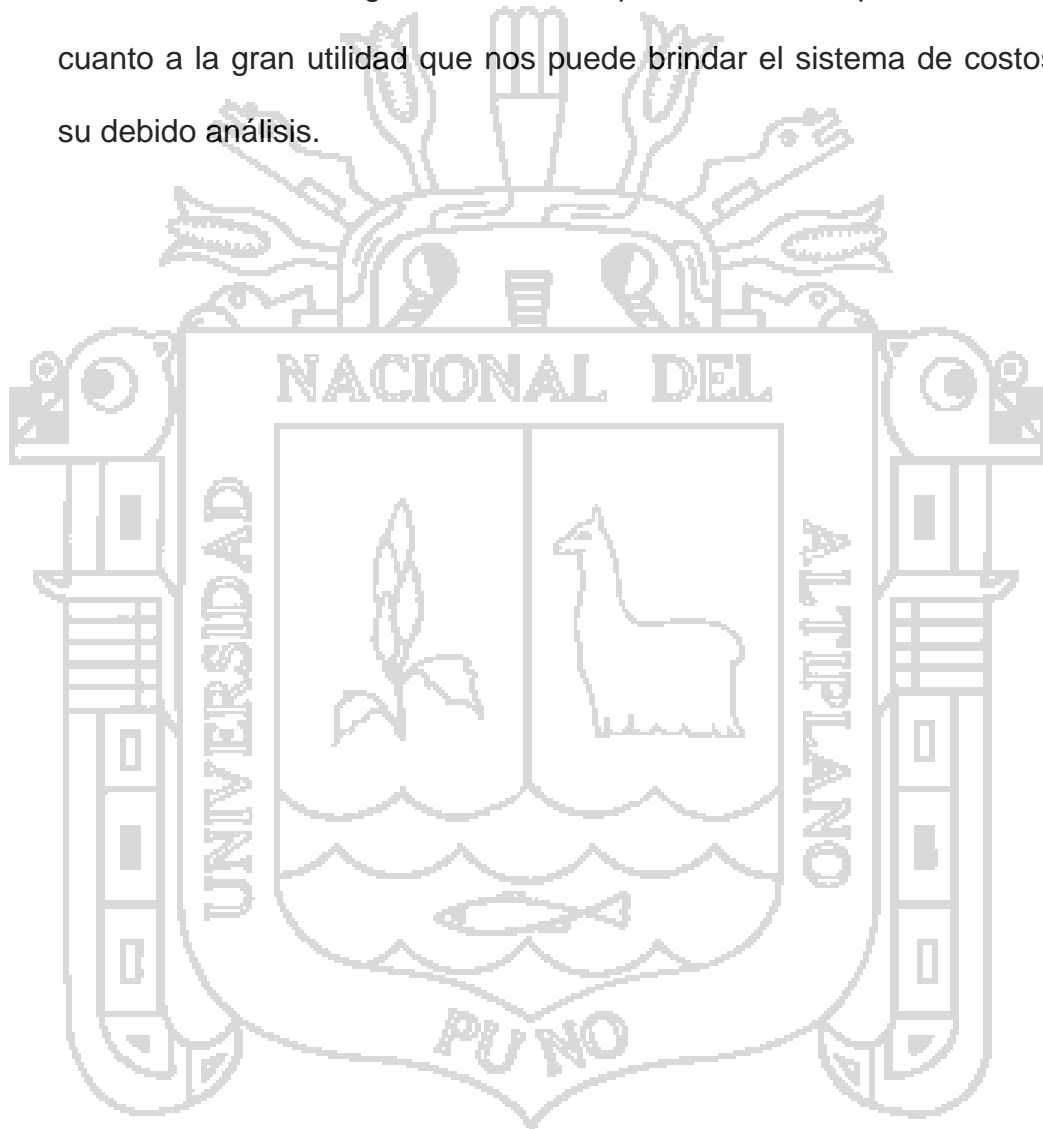 cuanto a la gran utilidad que nos puede brindar el sistema de costos
su debido análisis.
NACIONAL DEL
UNIVERSIDAD
ALTIPLANO
PUNO